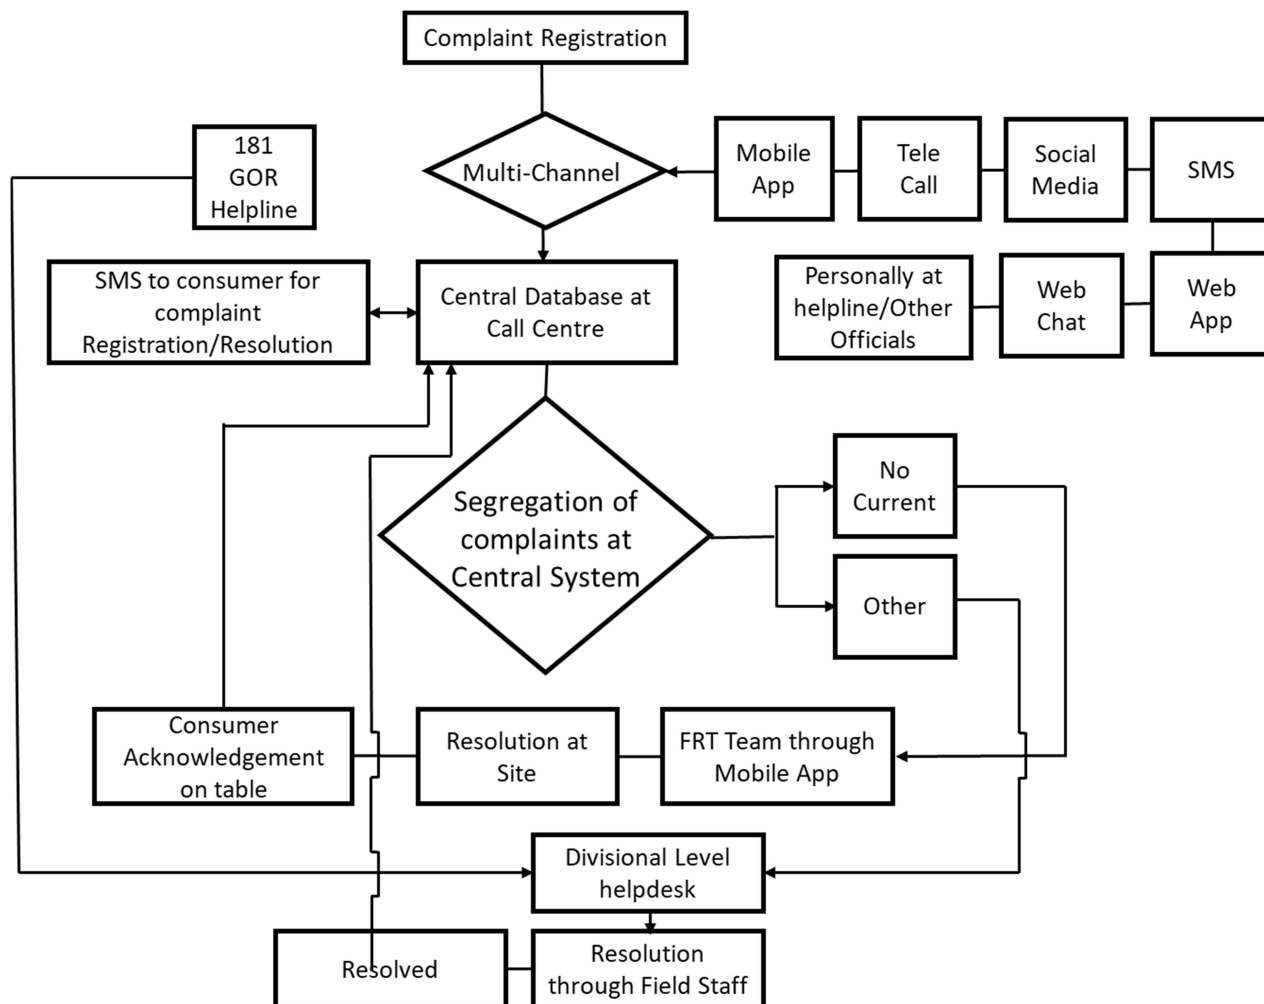 Complaint Registration
181
GOR
Helpline
Multi-Channel
Mobile
App
Tele
Call
Social
Media
SMS
SMS to consumer for
complaint
Registration/Resolution
Central Database at
Call Centre
Personally at
helpline/Other
Officials
Web
Chat
Web
App
Segregation of
complaints at
Central System
No
Current
Other
Consumer
Acknowledgement
on table
Resolution at
Site
FRT Team through
Mobile App
Divisional Level
helpdesk
Resolved
Resolution
through Field Staff